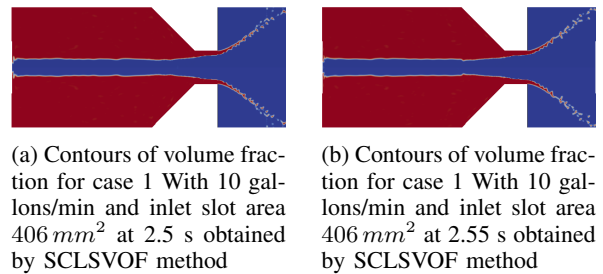 (a) Contours of volume frac-
tion for case 1 With 10 gal-
lons/min and inlet slot area
406 mm² at 2.5 s obtained
by SCLSVOF method
(b) Contours of volume frac-
tion for case 1 With 10 gal-
lons/min and inlet slot area
406 mm² at 2.55 s obtained
by SCLSVOF method